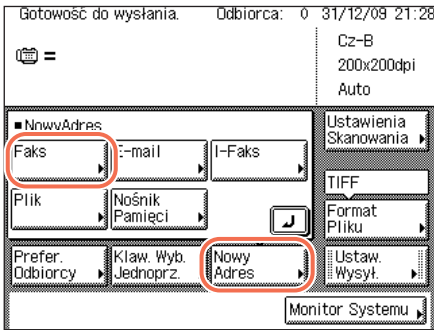 Gotowość do wysłania. Odbiorca: 0 31/12/09 21:28
=
Cz-B
200x200dpi
Auto
■NowyAdres
Faks
E-mail
I-Faks
Ustawienia
Skanowania
Plik
Nośnik
Pamięci
TIFF
Format
Pliku
Prefer.
Odbiorcy
Klaw. Wyb.
Jednoprz.
Nowy
Adres
Ustaw.
Wysył.
Monitor Systemu